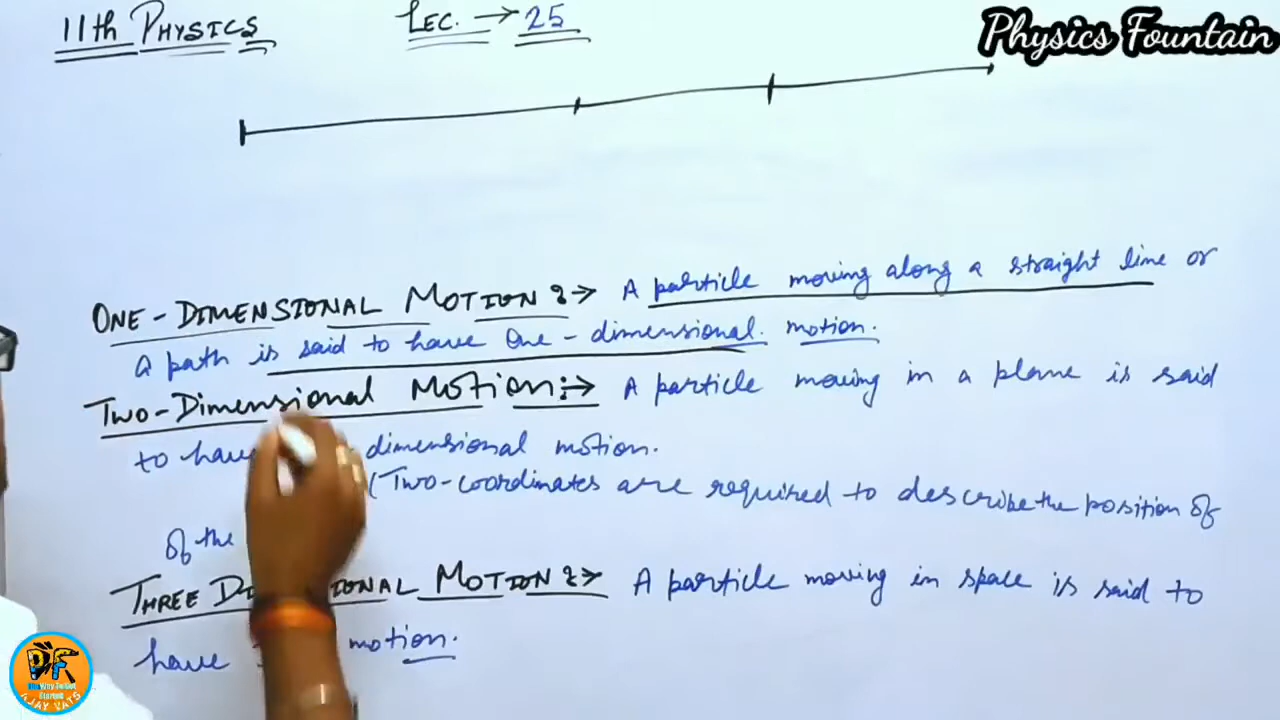 11th PHYSICS LEC. → 25
Physics Fountain
ONE-DIMENSIONAL MOTION :→ A particle moving along a straight line or
a path is said to have one-dimensional motion.
Two-Dimensional Motion:→ A particle moving in a plane is said
to have dimensional motion.
(Two-coordinates are required to describe the position of
of the
THREE MOTION :→ A particle moving in space is said to
have motion.
AJAY VATS